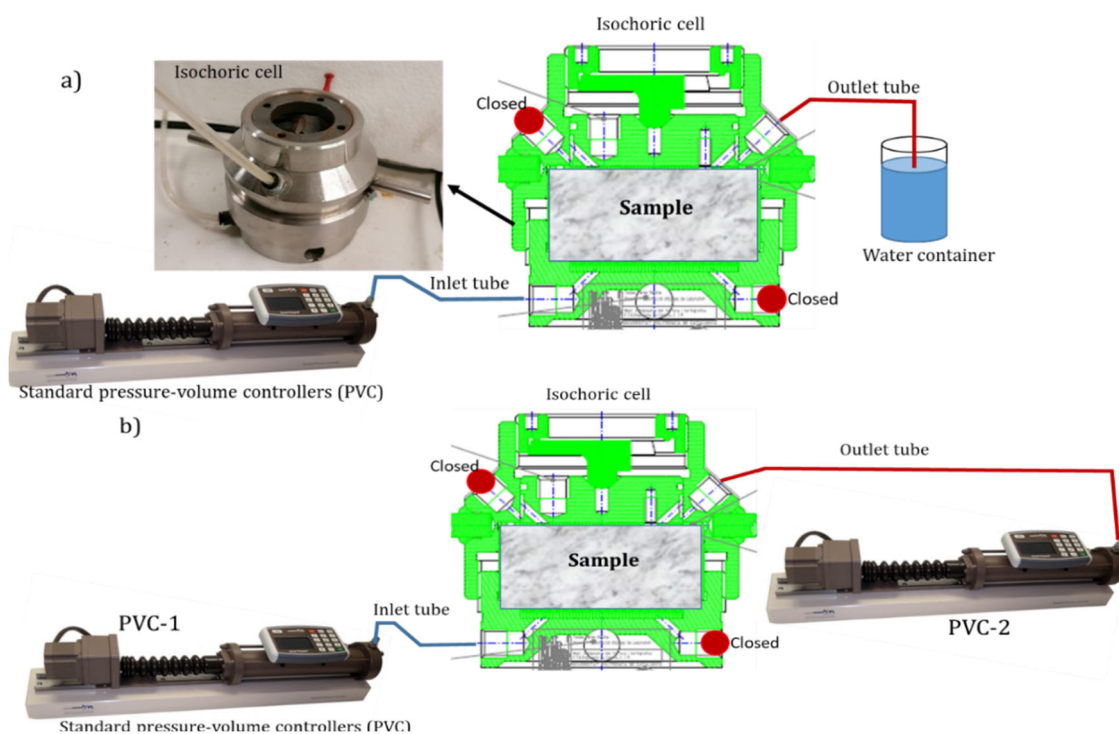 Isochoric cell
a)
Isochoric cell
Outlet tube
Closed
Sample
Water container
Inlet tube
Closed
Standard pressure-volume controllers (PVC)
b)
Isochoric cell
Outlet tube
Closed
Sample
PVC-1
Inlet tube
PVC-2
Closed
Standard pressure-volume controllers (PVC)